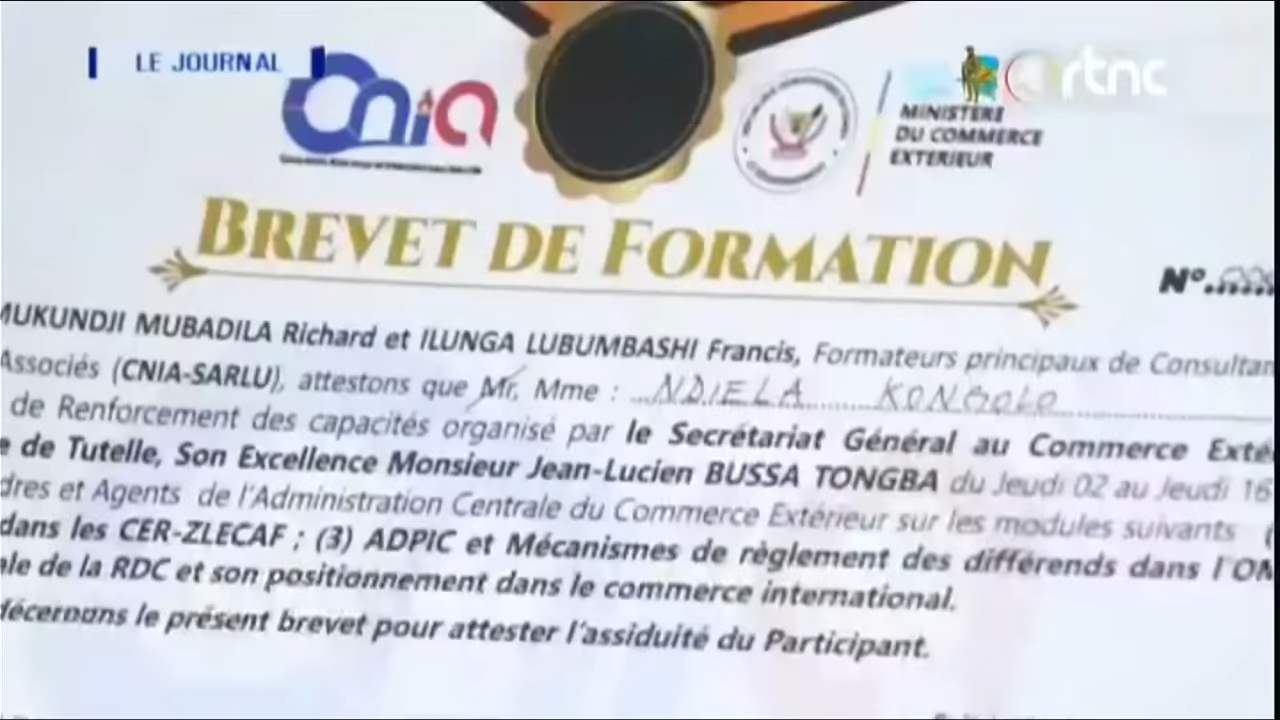 LE JOURNAL
rtnc
cnia
MINISTERE
DU COMMERCE
EXTERIEUR
BREVET DE FORMATION
N°
MUKUNDJI MUBADILA Richard et ILUNGA LUBUMBASHI Francis, Formateurs principaux de Consultan
Associés (CNIA-SARLU), attestons que Mr, Mme : NDIELA KONGOLO
de Renforcement des capacités organisé par le Secrétariat Général au Commerce Exté
e de Tutelle, Son Excellence Monsieur Jean-Lucien BUSSA TONGBA du Jeudi 02 au Jeudi 16
dres et Agents de l'Administration Centrale du Commerce Extérieur sur les modules suivants : (
dans les CER-ZLECAF ; (3) ADPIC et Mécanismes de règlement des différends dans l'OM
ale de la RDC et son positionnement dans le commerce international.
décernons le présent brevet pour attester l'assiduité du Participant.